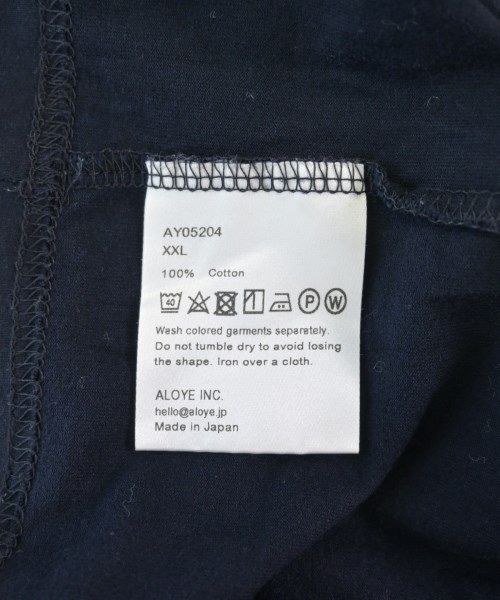 AY05204
XXL
100% Cotton
40 P W
Wash colored garments separately.
Do not tumble dry to avoid losing
the shape. Iron over a cloth.
ALOYE INC.
hello@aloye.jp
Made in Japan